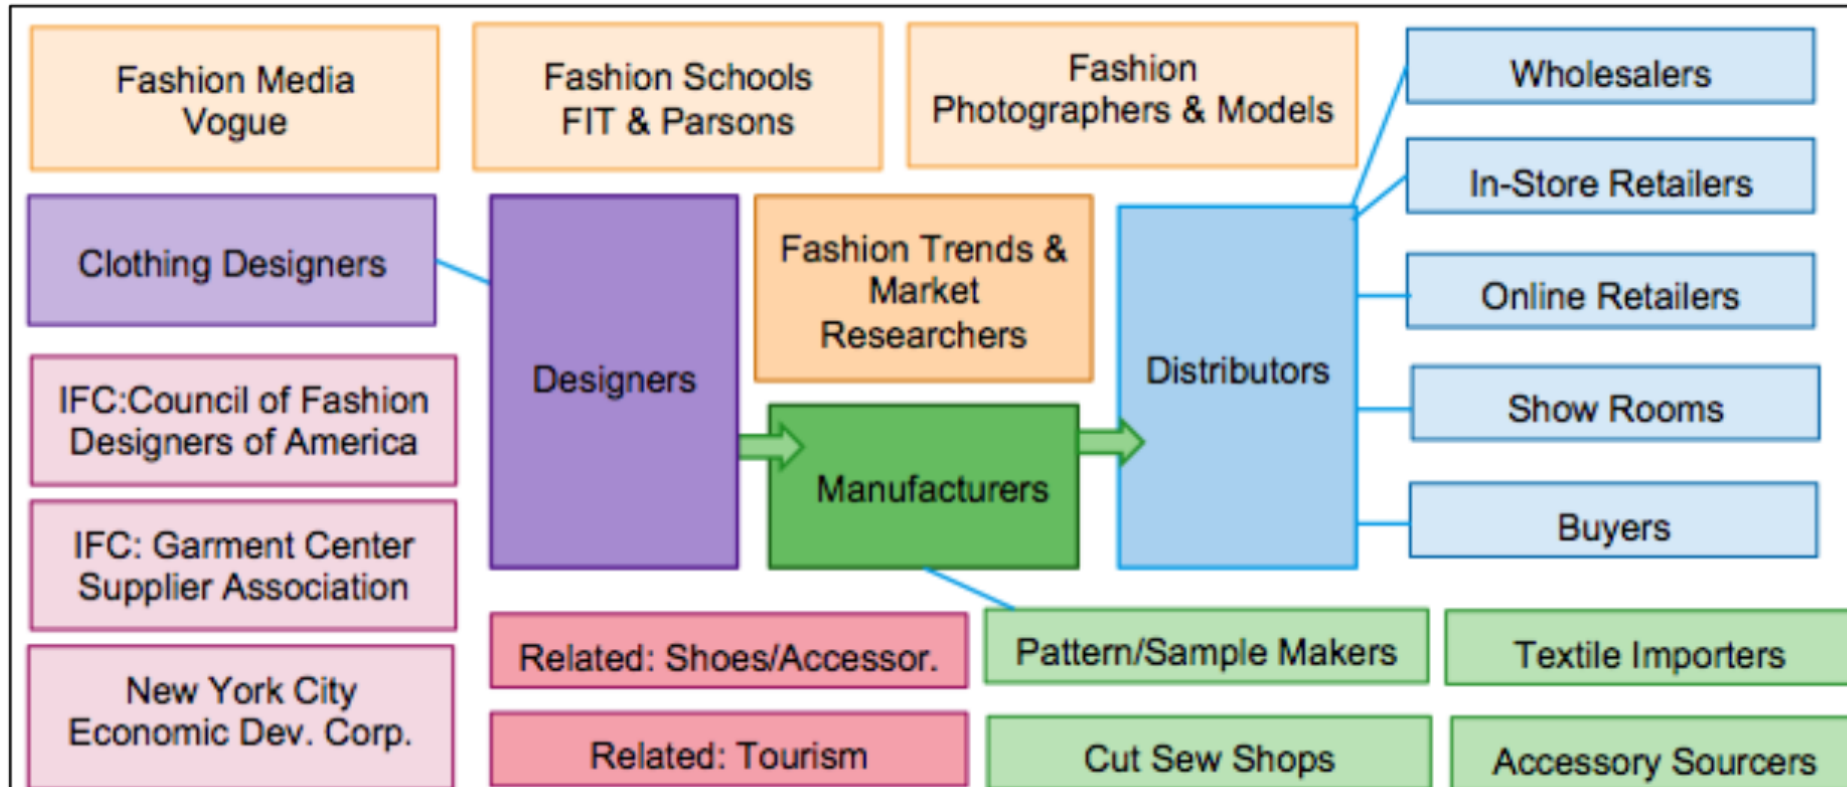 Fashion Media
Vogue
Fashion Schools
FIT & Parsons
Fashion
Photographers & Models
Wholesalers
In-Store Retailers
Clothing Designers
Designers
Fashion Trends &
Market
Researchers
Distributors
Online Retailers
IFC:Council of Fashion
Designers of America
Show Rooms
Manufacturers
Buyers
IFC: Garment Center
Supplier Association
Related: Shoes/Accessor.
Pattern/Sample Makers
Textile Importers
New York City
Economic Dev. Corp.
Related: Tourism
Cut Sew Shops
Accessory Sourcers